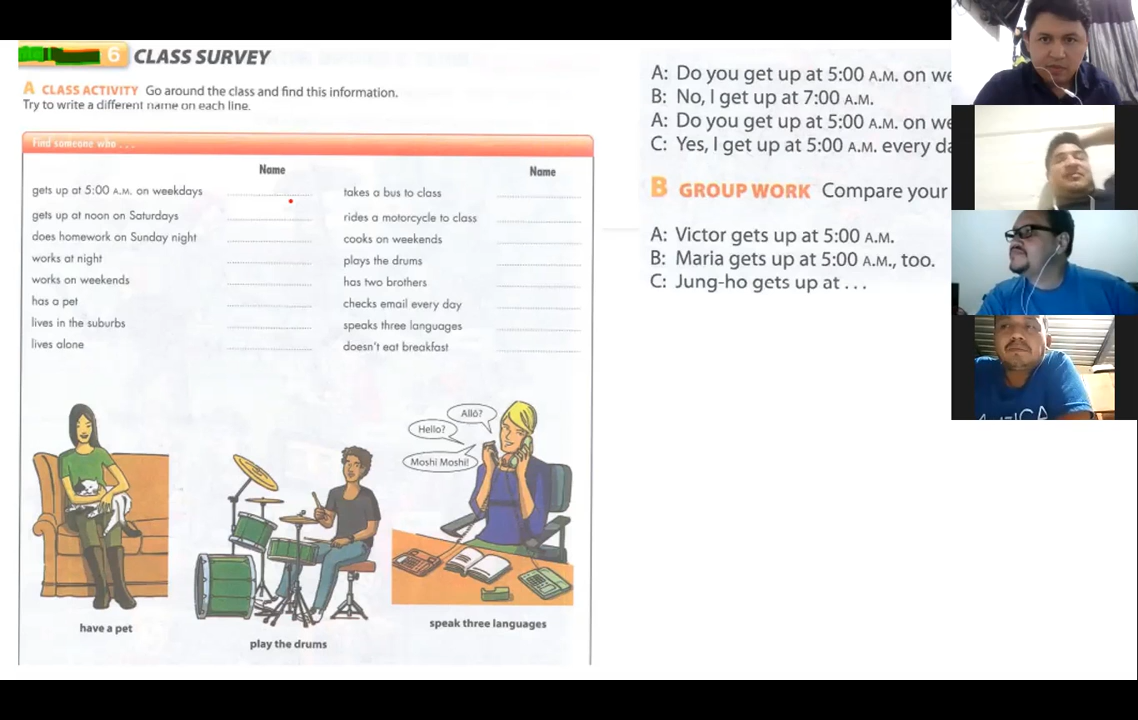 6 CLASS SURVEY
A CLASS ACTIVITY Go around the class and find this information.
Try to write a different name on each line.
Find someone who . . .
Name
gets up at 5:00 A.M. on weekdays
gets up at noon on Saturdays
does homework on Sunday night
works at night
works on weekends
has a pet
lives in the suburbs
lives alone
Name
takes a bus to class
rides a motorcycle to class
cooks on weekends
plays the drums
has two brothers
checks email every day
speaks three languages
doesn't eat breakfast
Alló?
Hello?
Moshi Moshi!
have a pet
play the drums
speak three languages
A: Do you get up at 5:00 A.M. on we
B: No, I get up at 7:00 A.M.
A: Do you get up at 5:00 A.M. on we
C: Yes, I get up at 5:00 A.M. every da
B GROUP WORK Compare your
A: Victor gets up at 5:00 A.M.
B: Maria gets up at 5:00 A.M., too.
C: Jung-ho gets up at . . .